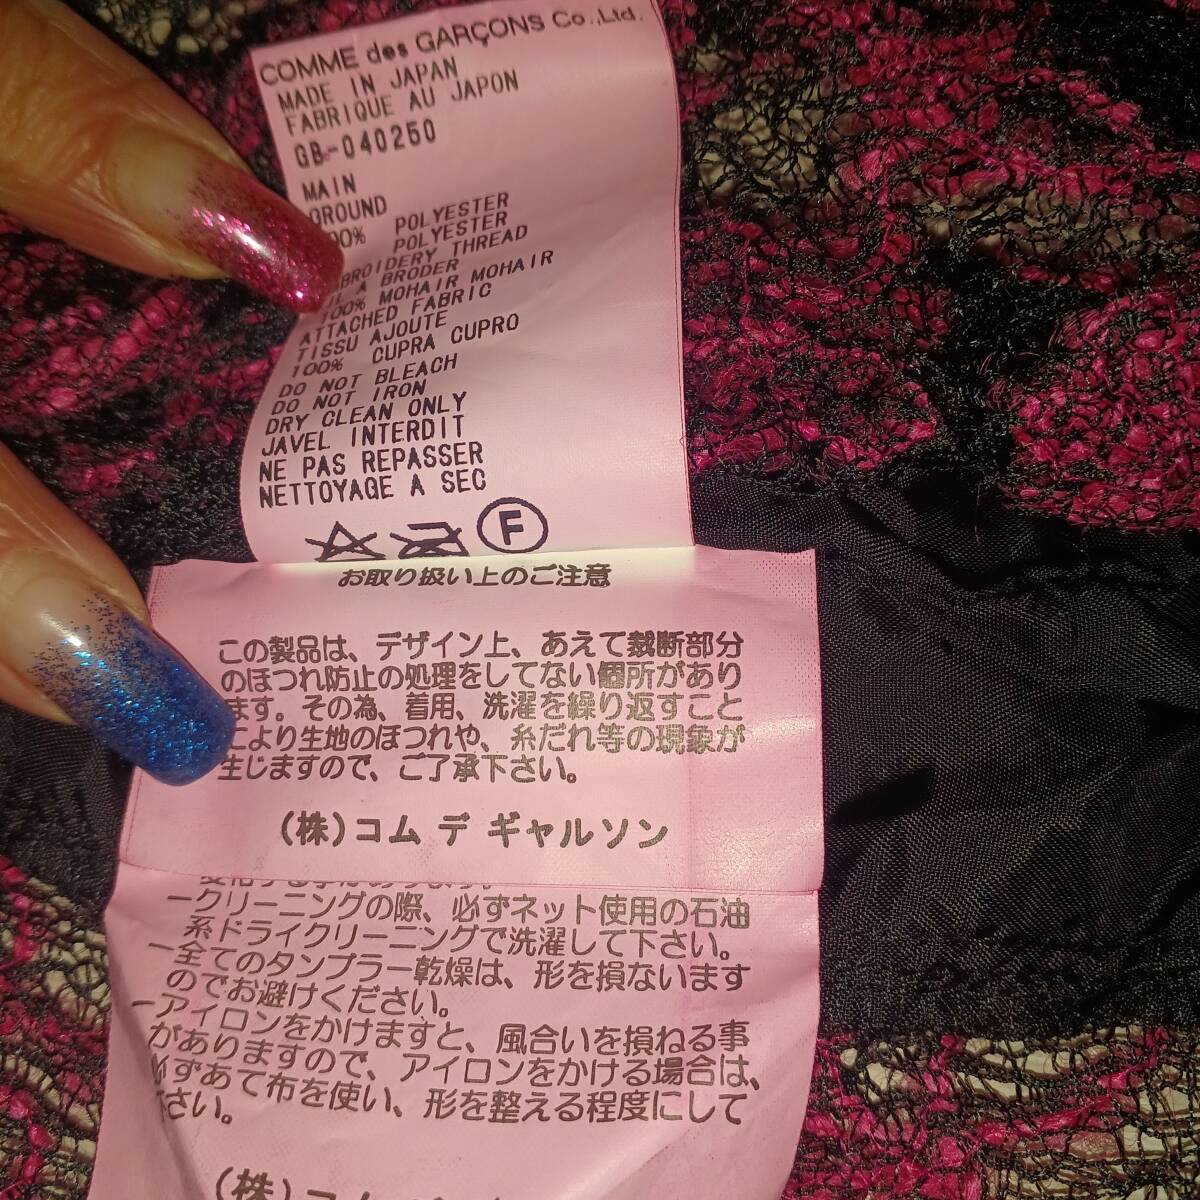 COMME des GARÇONS Co.,Ltd.
MADE IN JAPAN
FABRIQUE AU JAPON
GB-040250
MAIN
GROUND
POLYESTER
POLYESTER
THREAD
A BRODER
100% MOHAIR MOHAIR
ATTACHED FABRIC
TISSU AJOUTE
100% CUPRA CUPRO
DO NOT BLEACH
DO NOT IRON
DRY CLEAN ONLY
JAVEL INTERDIT
NE PAS REPASSER
NETTOYAGE A SEC
F
お取り扱い上のご注意
この製品は、デザイン上、あえて裁断部分
のほつれ防止の処理をしてない個所があり
ます。その為、着用、洗濯を繰り返すこと
により生地のほつれや、糸だれ等の現象が
生じますので、ご了承下さい。
(株)コム デ ギャルソン
ークリーニングの際、必ずネット使用の石油
系ドライクリーニングで洗濯して下さい。
ー全てのタンブラー乾燥は、形を損ないます
のでお避けください。
ーアイロンをかけますと、風合いを損ねる事
がありますので、アイロンをかける場合は、
必ずあて布を使い、形を整える程度にして
下さい。
(株)